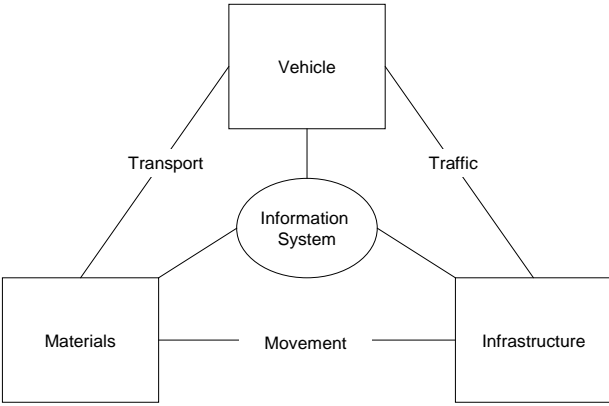 Vehicle
Transport
Traffic
Information
System
Materials
Movement
Infrastructure